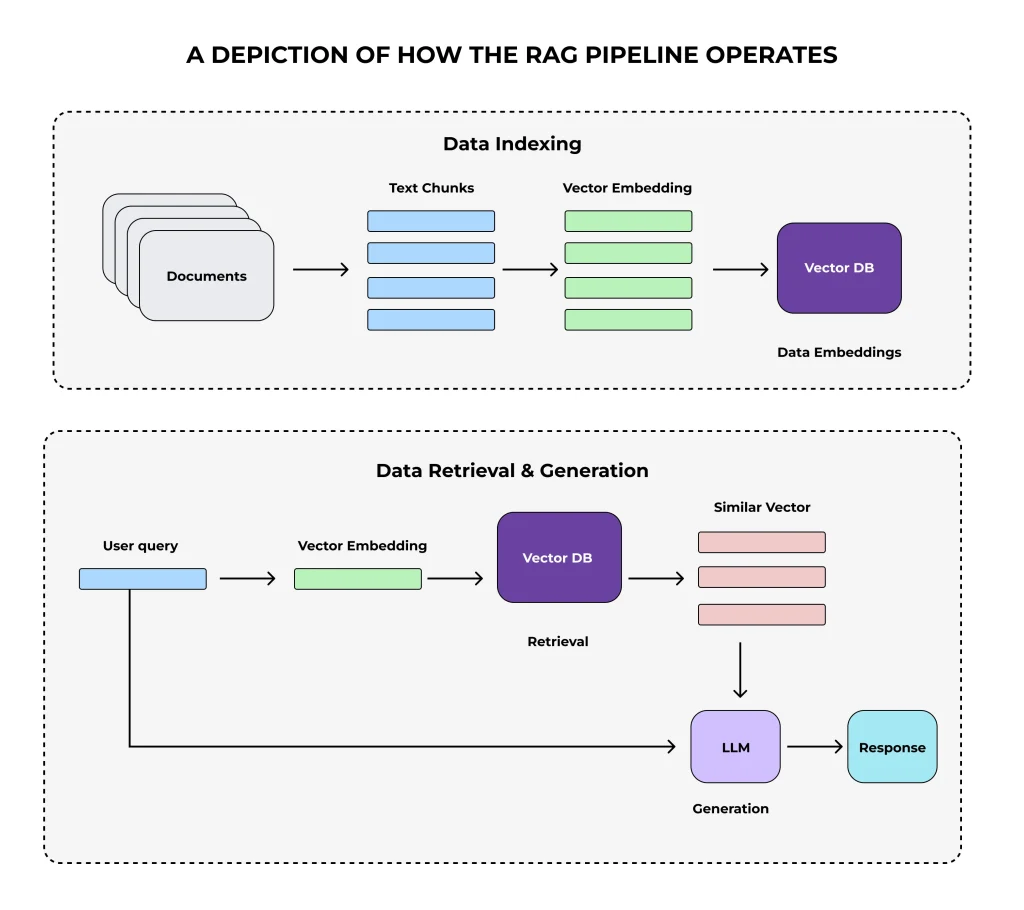 A DEPICTION OF HOW THE RAG PIPELINE OPERATES
Data Indexing
Text Chunks
Vector Embedding
Documents
Vector DB
Data Embeddings
Data Retrieval & Generation
Similar Vector
User query
Vector Embedding
Vector DB
Retrieval
LLM
Response
Generation